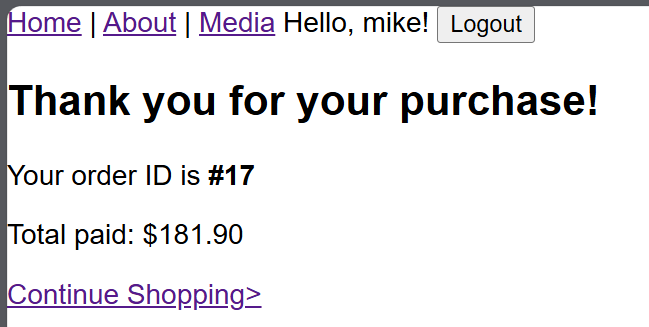 Home | About | Media Hello, mike! Logout
Thank you for your purchase!
Your order ID is #17
Total paid: $181.90
Continue Shopping>